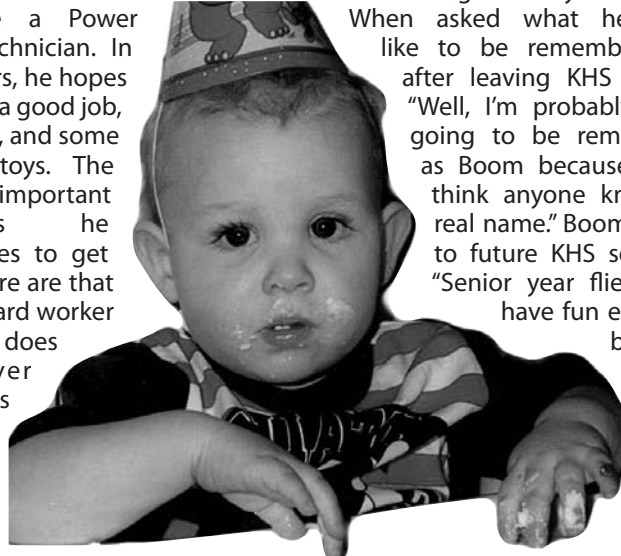 e a Power
chnician. In
rs, he hopes
a good job,
, and some
toys. The
important
s he
es to get
re are that
ard worker
does
ver
s
When asked what he
like to be rememb
after leaving KHS
“Well, I’m probably
going to be rem
as Boom because
think anyone kn
real name.” Boom
to future KHS se
“Senior year flie
have fun e
b